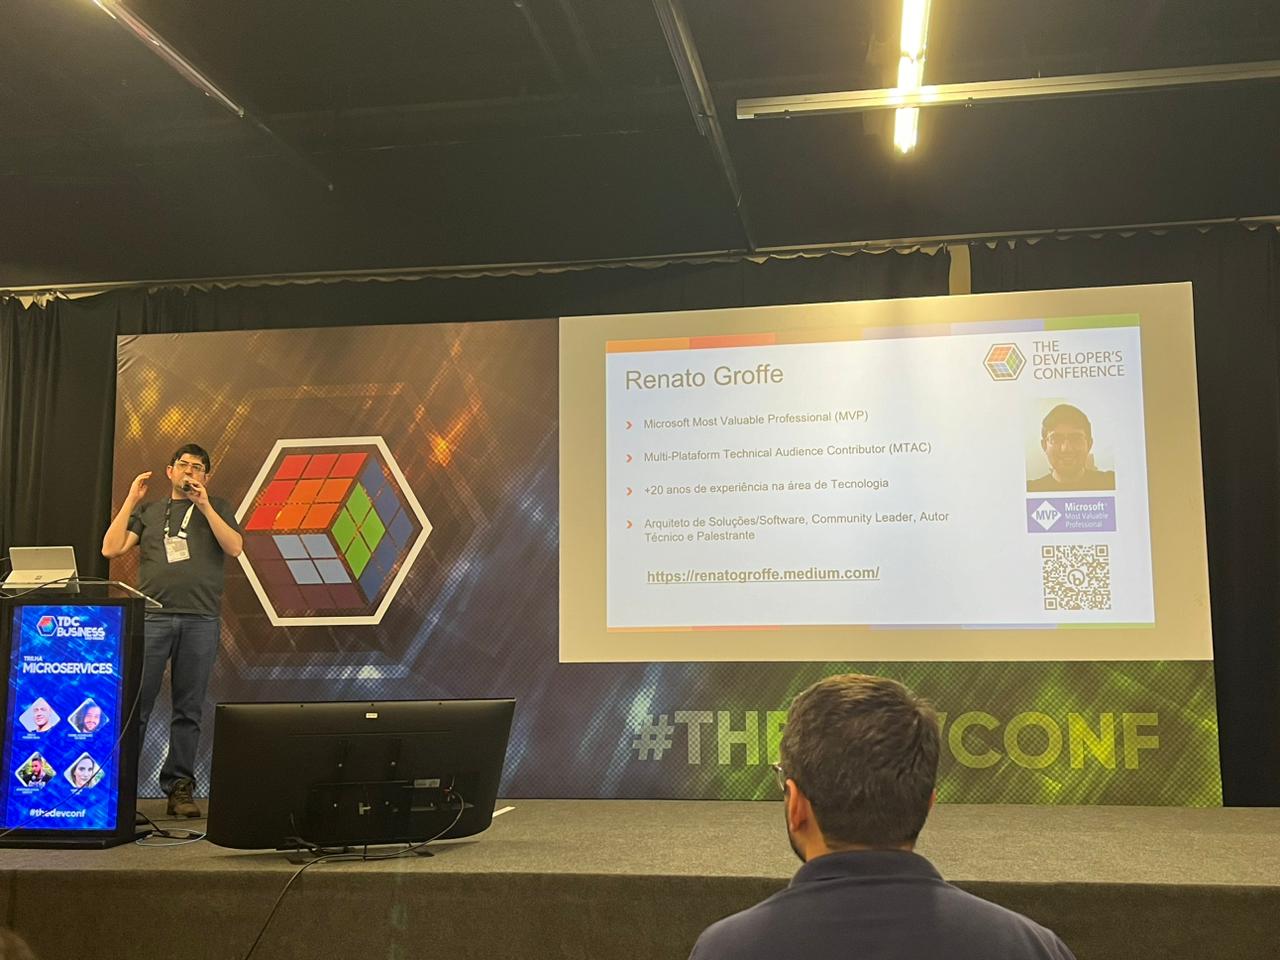 Renato Groffe
THE
DEVELOPER'S
CONFERENCE
Microsoft Most Valuable Professional (MVP)
Multi-Plataform Technical Audience Contributor (MTAC)
+20 anos de experiência na área de Tecnologia
Arquiteto de Soluções/Software, Community Leader, Autor
Técnico e Palestrante
https://renatogroffe.medium.com/
MVP
Microsoft®
Most Valuable
Professional
TDC
BUSINESS
TRILHA
MICROSERVICES
#thedevconf
#THE VCONF